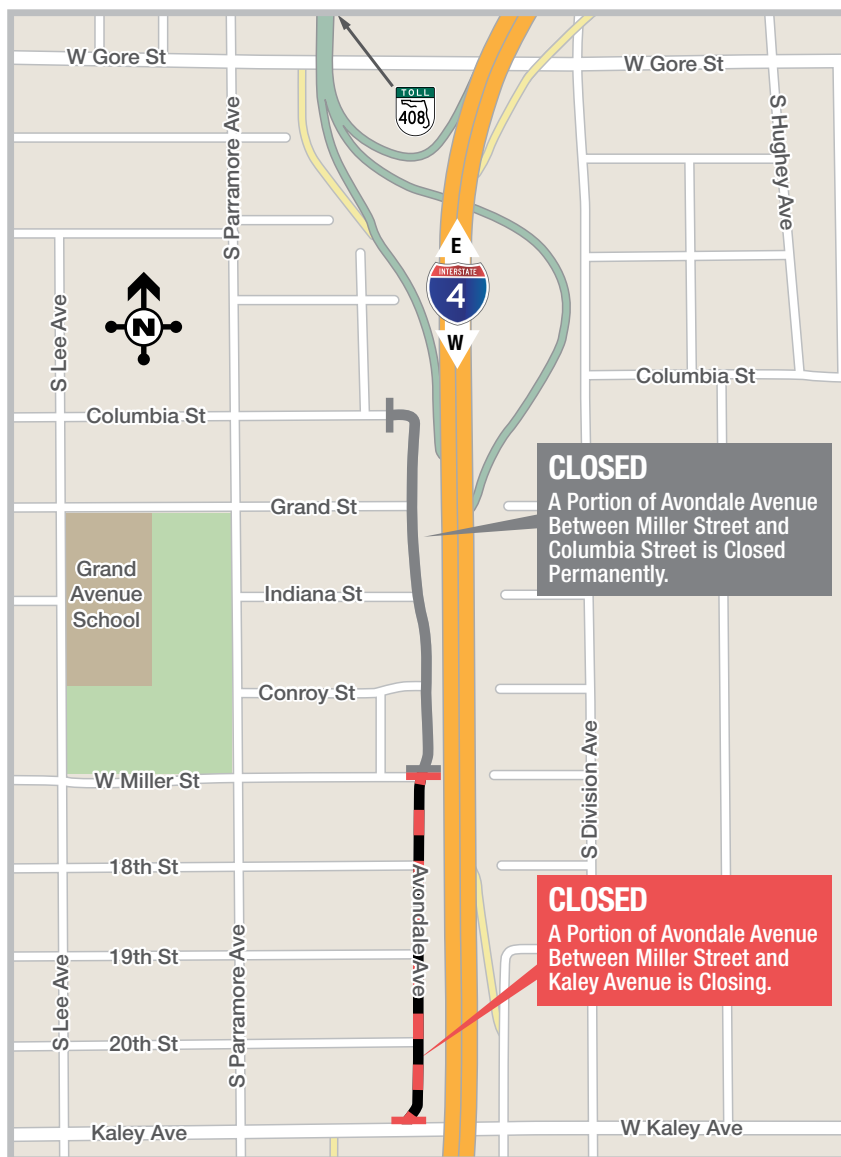 W Gore St
W Gore St
TOLL
408
S Parramore Ave
S Hughey Ave
E
INTERSTATE
4
W
N
S Lee Ave
Columbia St
Columbia St
CLOSED
A Portion of Avondale Avenue
Between Miller Street and
Columbia Street is Closed
Permanently.
Grand St
Grand
Avenue
School
Indiana St
Conroy St
W Miller St
S Division Ave
18th St
Avondale Ave
CLOSED
A Portion of Avondale Avenue
Between Miller Street and
Kaley Avenue is Closing.
19th St
S Lee Ave
S Parramore Ave
20th St
Kaley Ave
W Kaley Ave